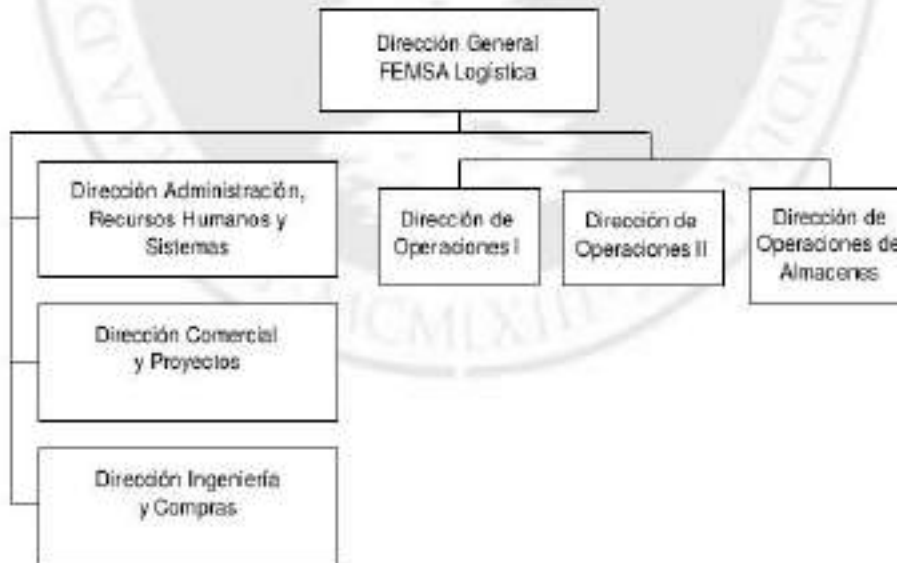 Dirección General
FEMSA Logística
Dirección Administración,
Recursos Humanos y
Sistemas
Dirección de
Operaciones I
Dirección de
Operaciones II
Dirección de
Operaciones de
Almacenes
Dirección Comercial
y Proyectos
Dirección Ingeniería
y Compras
MCMLXIII